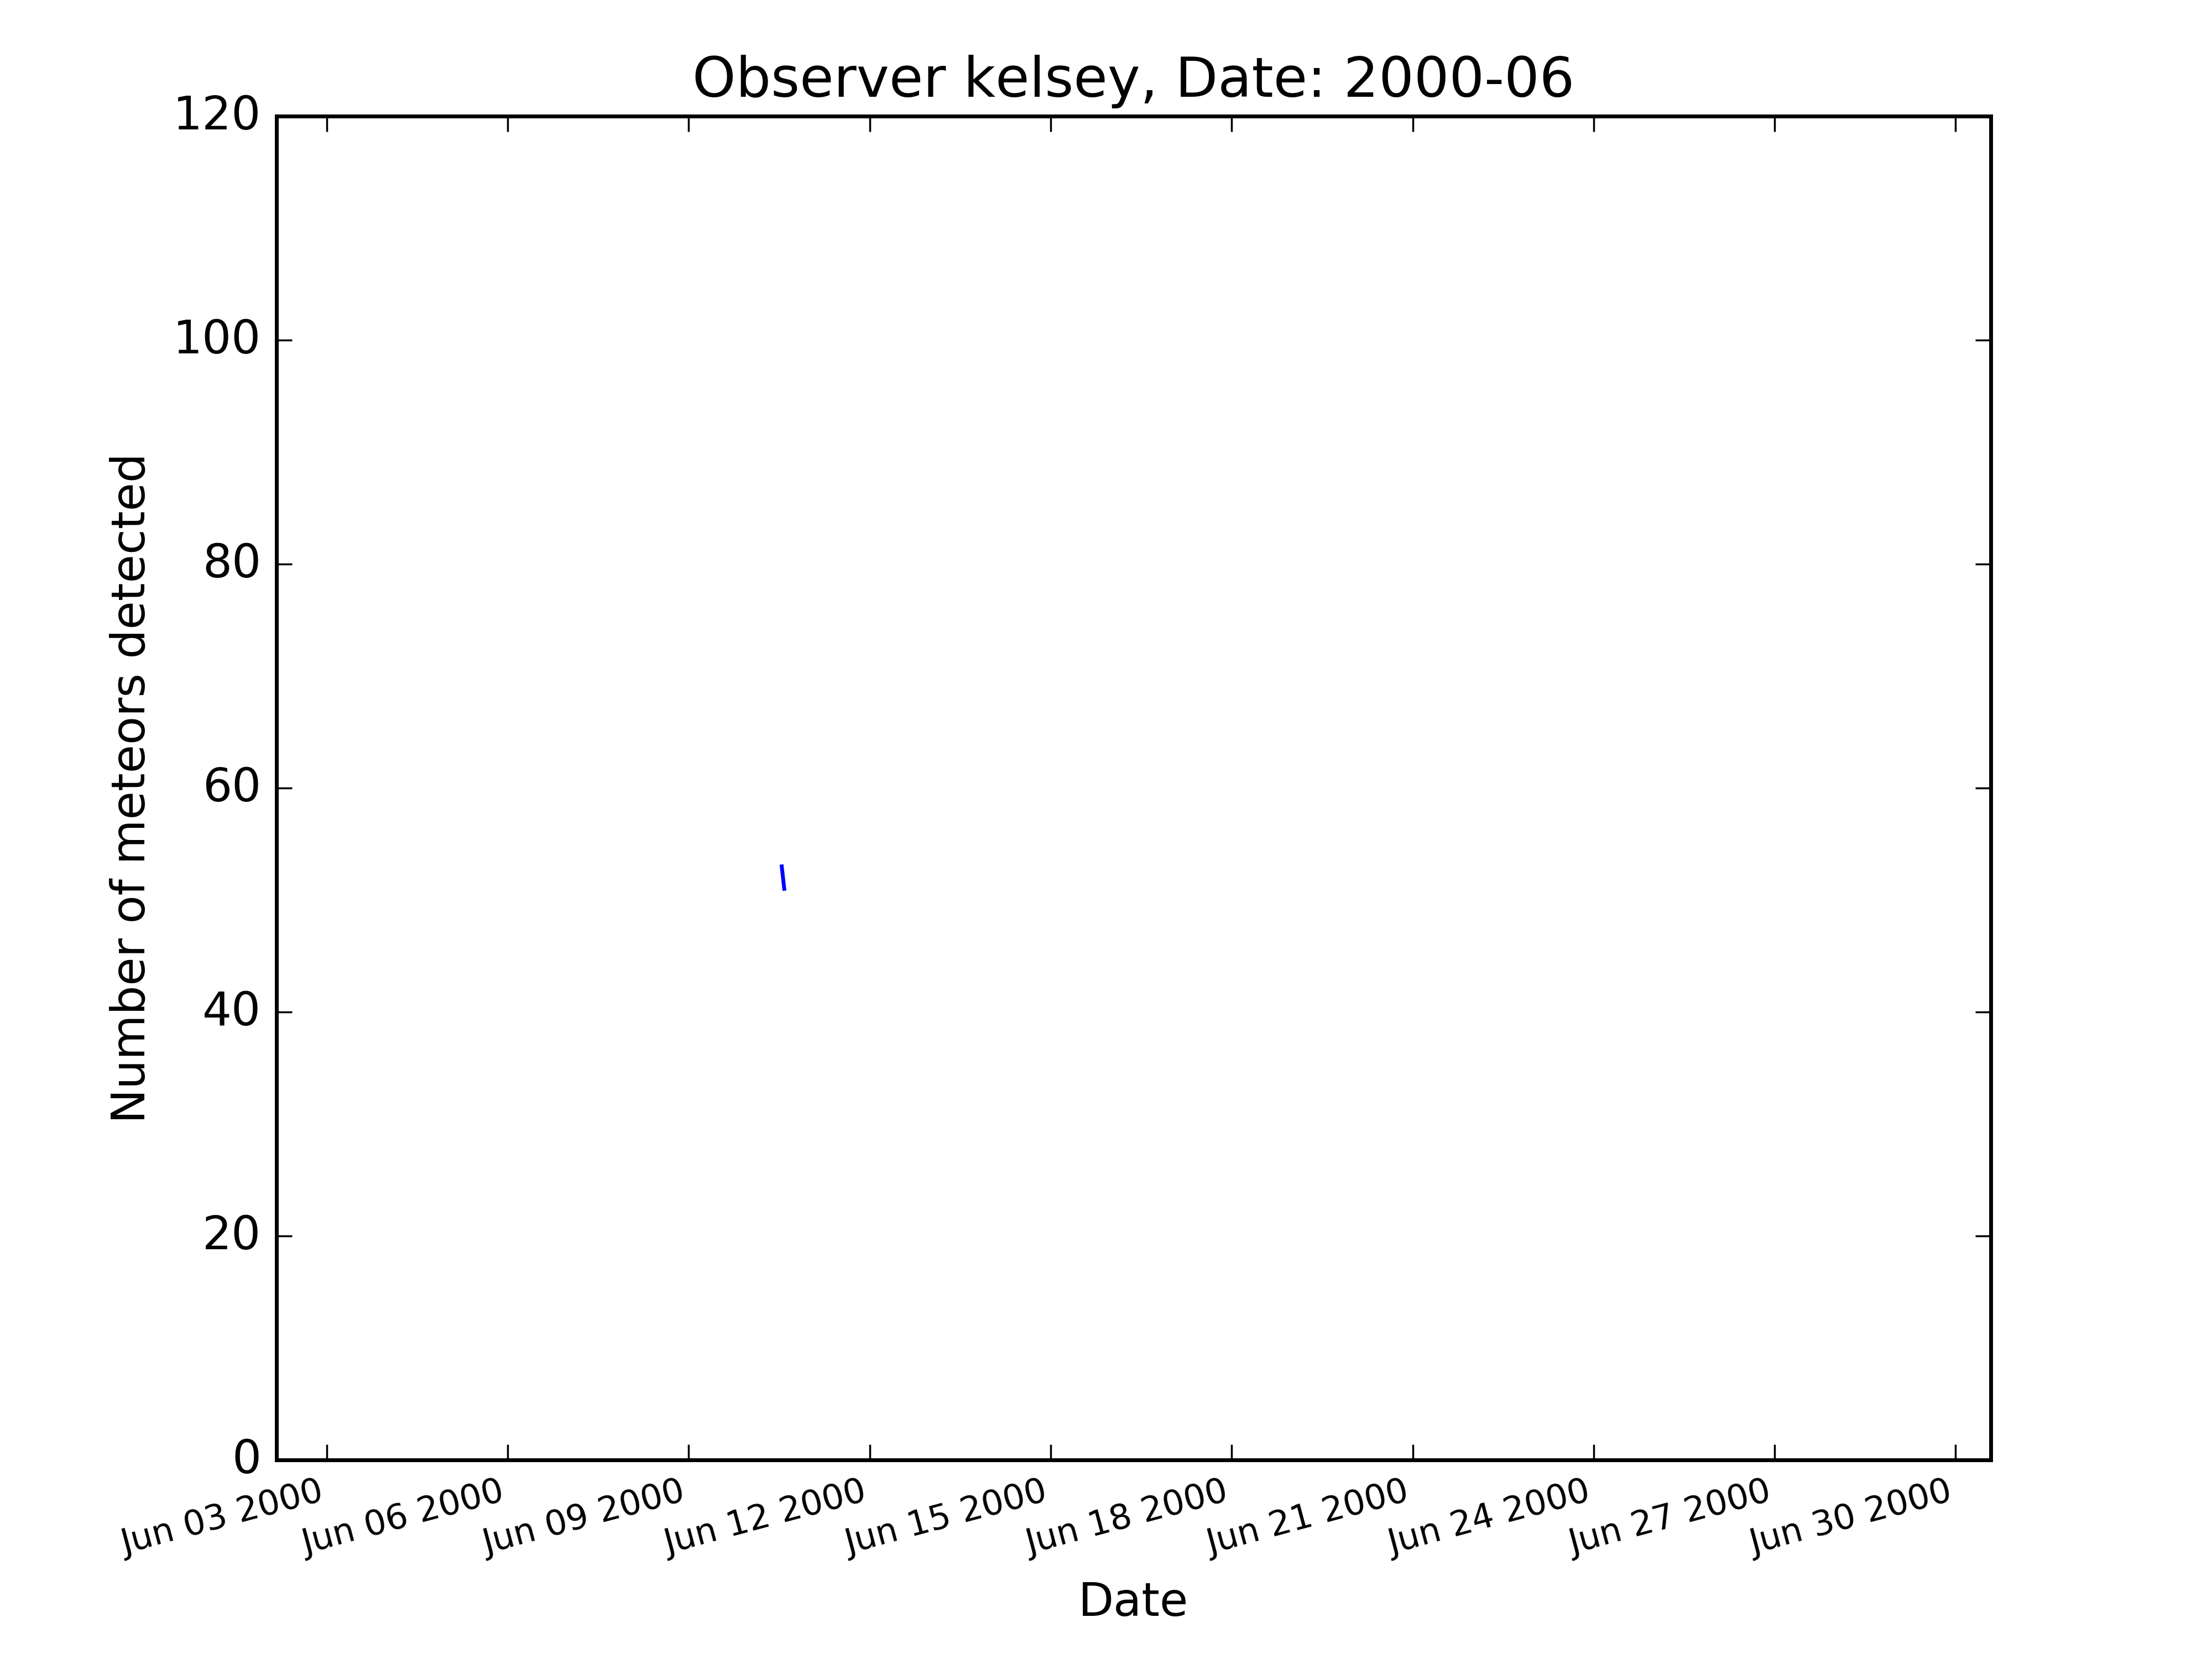 Observer kelsey, Date: 2000-06
120
100
80
60
40
20
0
Number of meteors detected
Jun 03 2000
Jun 06 2000
Jun 09 2000
Jun 12 2000
Jun 15 2000
Jun 18 2000
Jun 21 2000
Jun 24 2000
Jun 27 2000
Jun 30 2000
Date